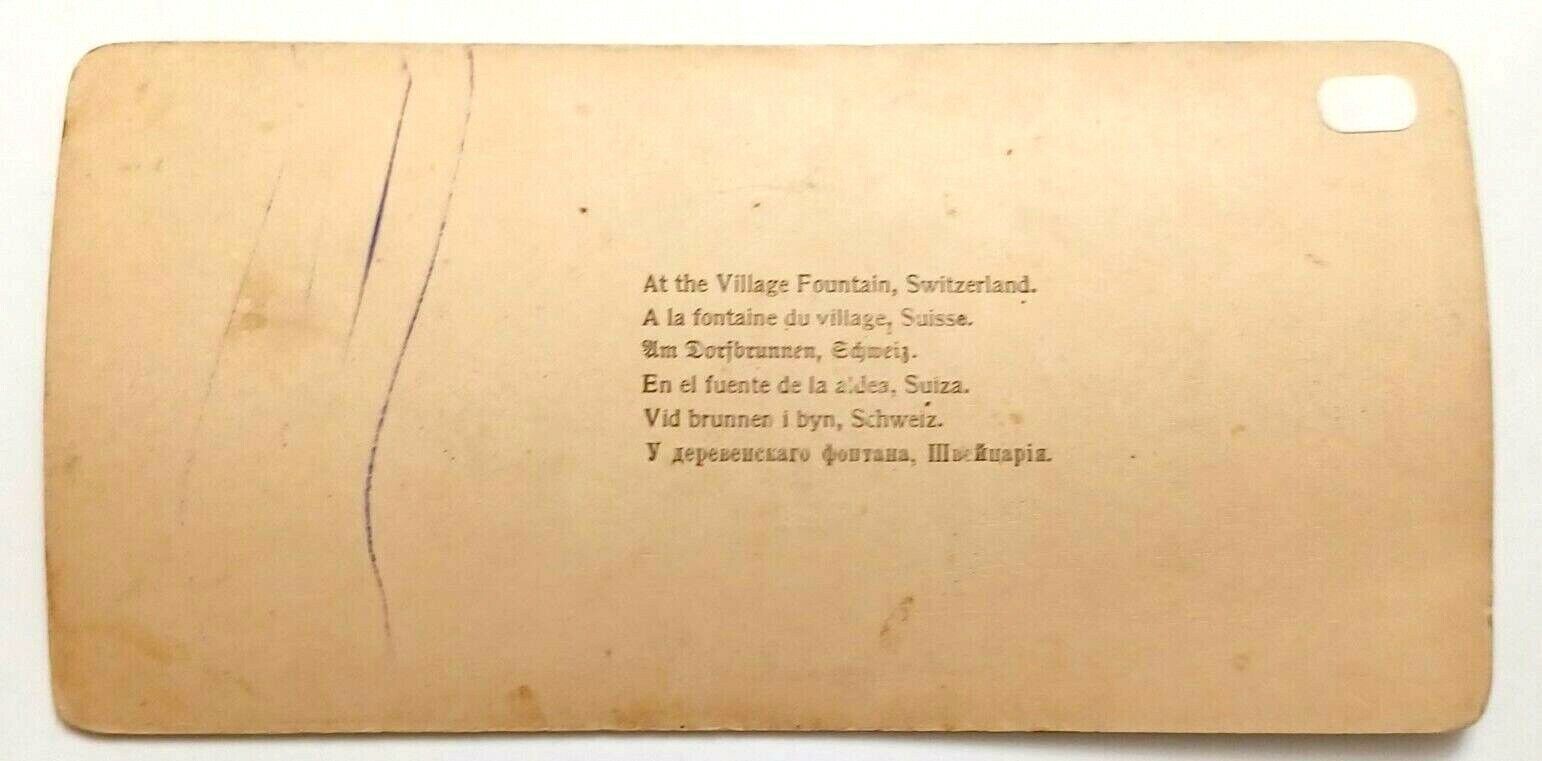 At the Village Fountain, Switzerland.
A la fontaine du village, Suisse.
Am Dorfbrunnen, Schweiz.
En el fuente de la aldea, Suiza.
Vid brunnen i byn, Schweiz.
У деревенскаго фонтана, Швейцарія.